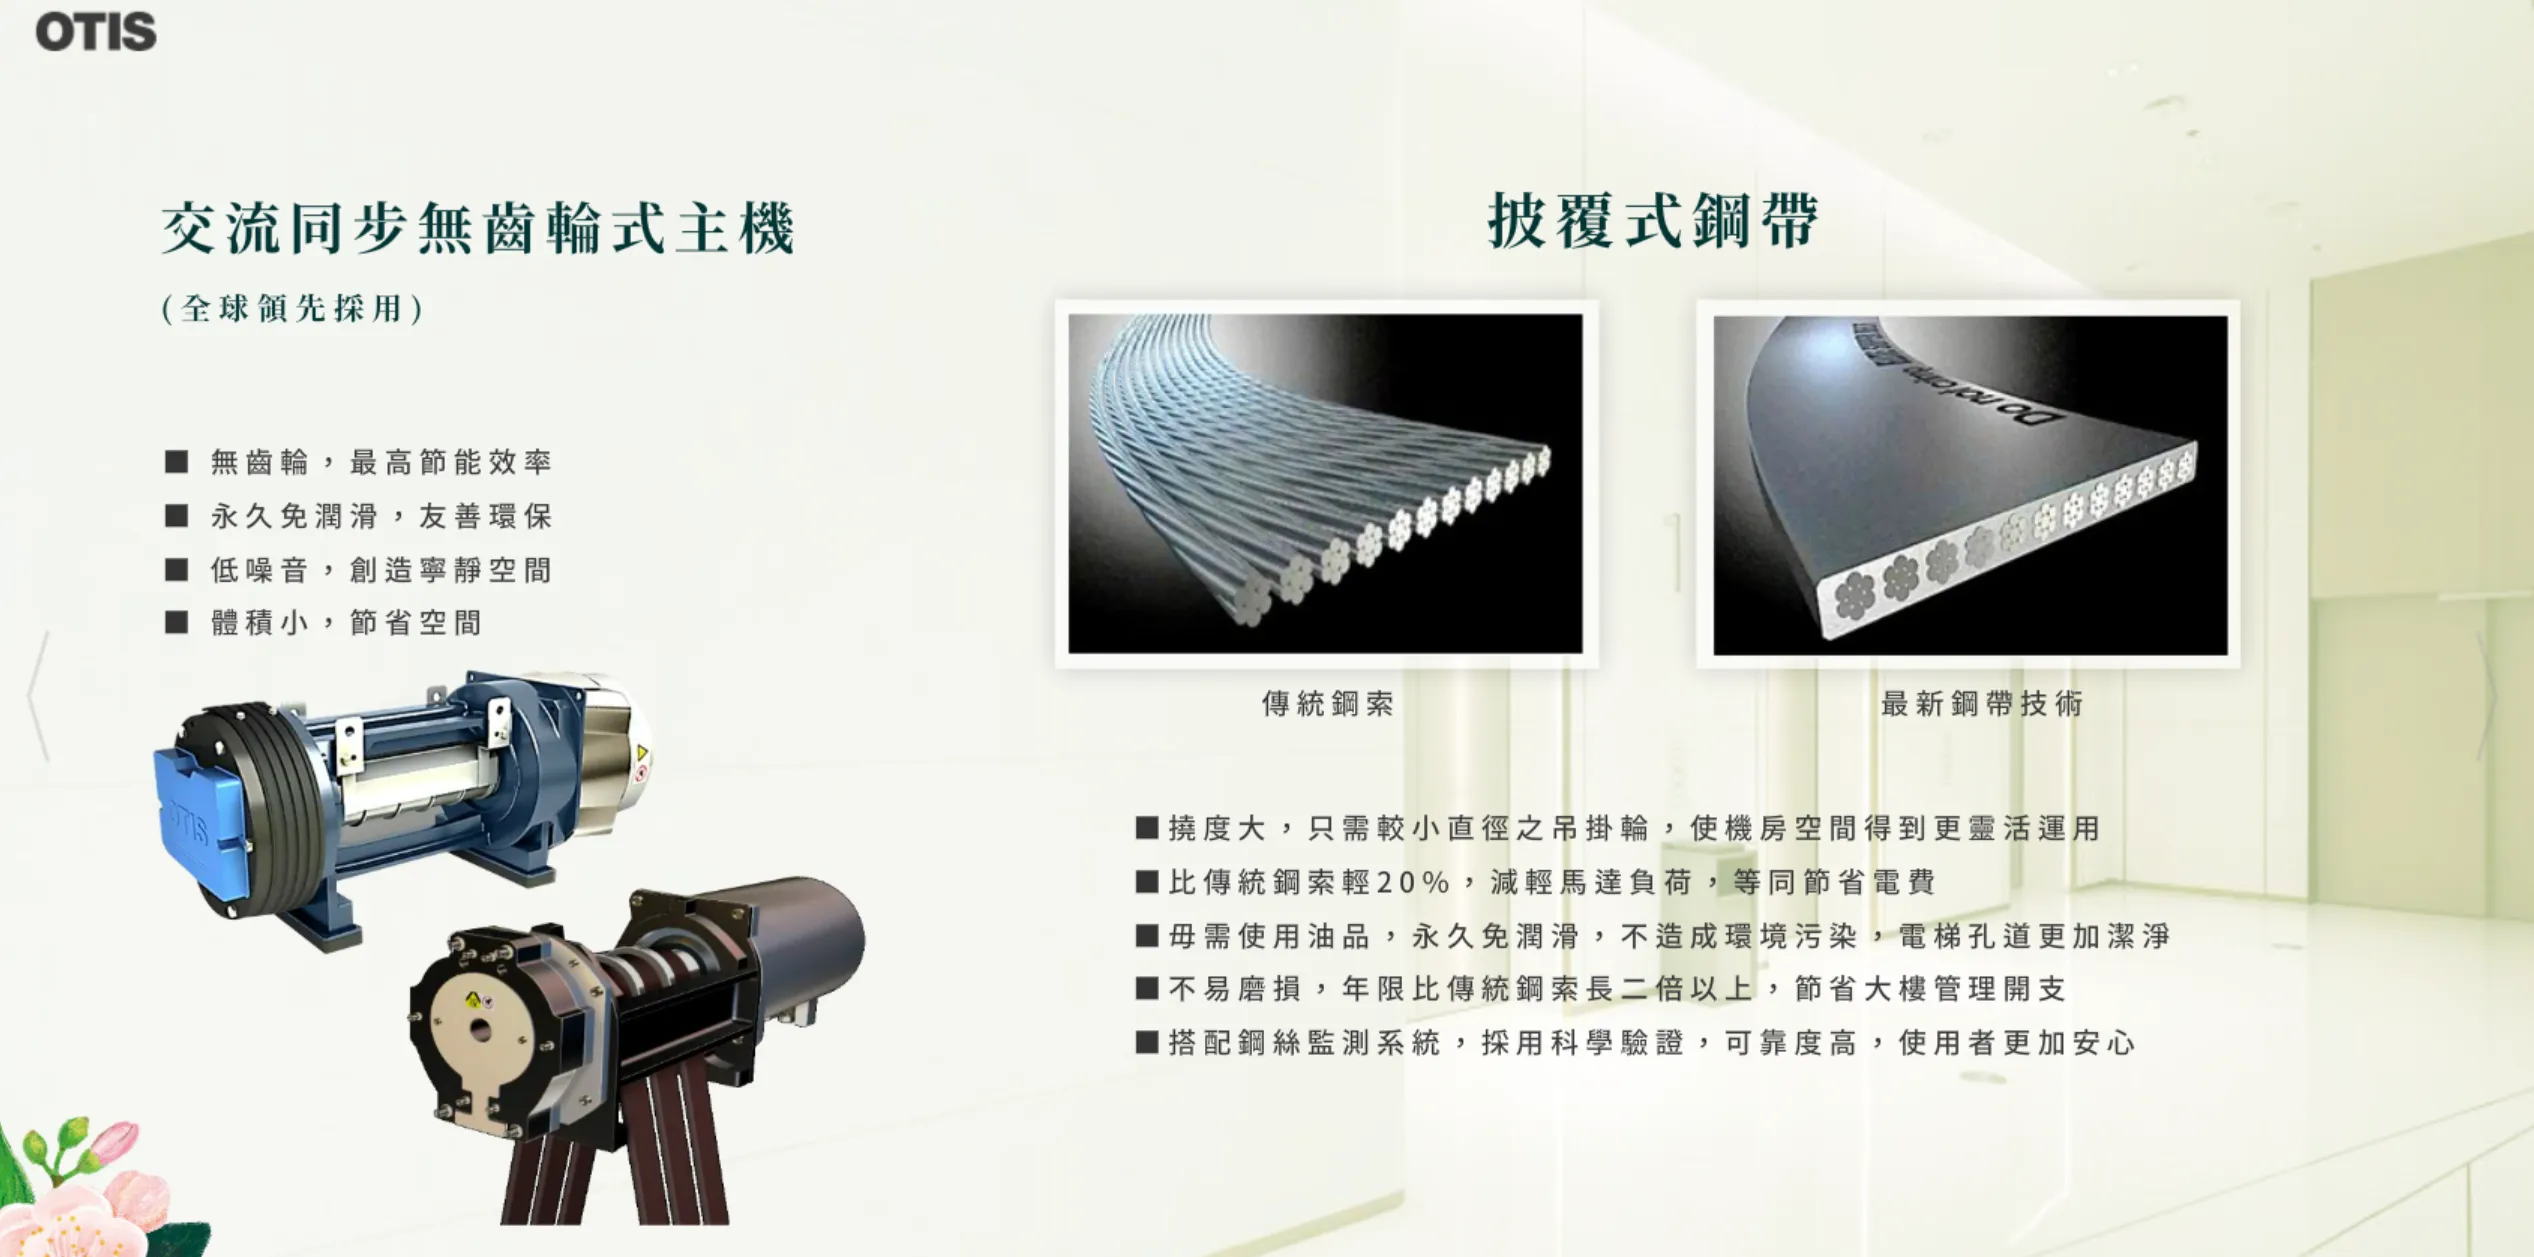 OTIS
交流同步無齒輪式主機
(全球領先採用)
■ 無齒輪，最高節能效率
■ 永久免潤滑，友善環保
■ 低噪音，創造寧靜空間
■ 體積小，節省空間
OTIS
披覆式鋼帶
Do not
傳統鋼索
最新鋼帶技術
■撓度大，只需較小直徑之吊掛輪，使機房空間得到更靈活運用
■比傳統鋼索輕20%，減輕馬達負荷，等同節省電費
■毋需使用油品，永久免潤滑，不造成環境污染，電梯孔道更加潔淨
■不易磨損，年限比傳統鋼索長二倍以上，節省大樓管理開支
■搭配鋼絲監測系統，採用科學驗證，可靠度高，使用者更加安心